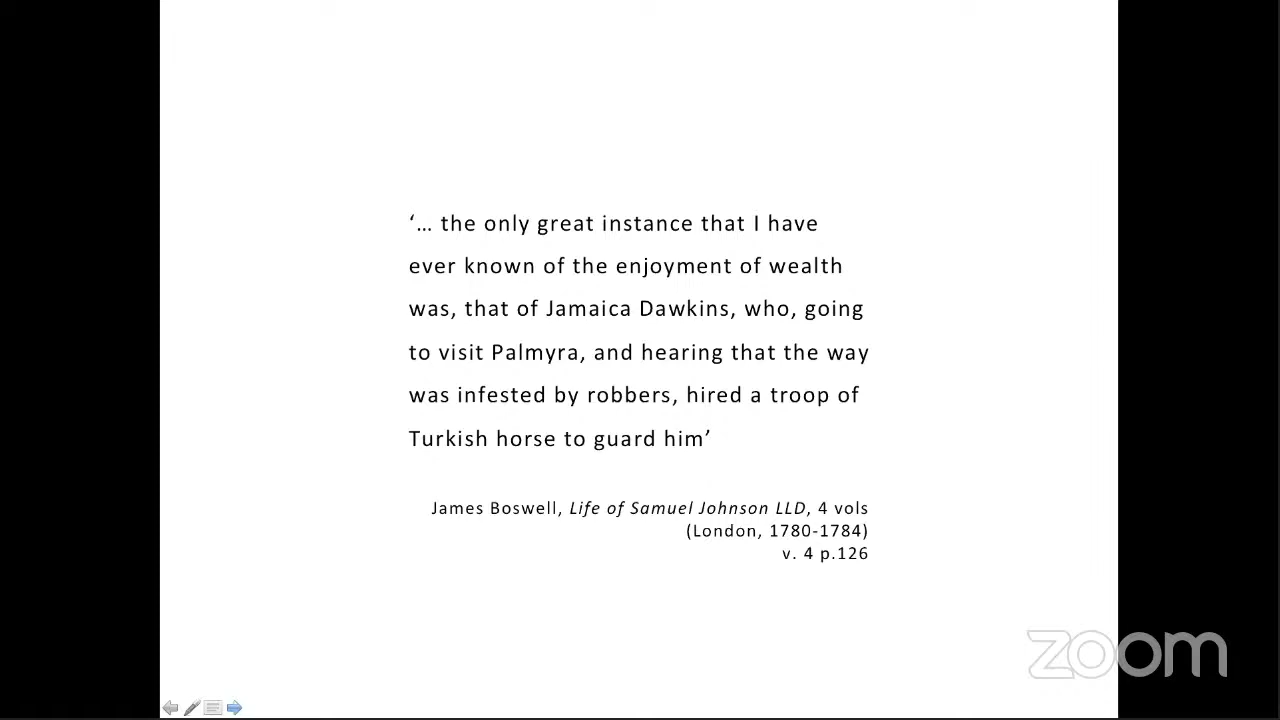 ‘… the only great instance that I have
ever known of the enjoyment of wealth
was, that of Jamaica Dawkins, who, going
to visit Palmyra, and hearing that the way
was infested by robbers, hired a troop of
Turkish horse to guard him’
James Boswell, Life of Samuel Johnson LLD, 4 vols
(London, 1780-1784)
v. 4 p.126
zoom